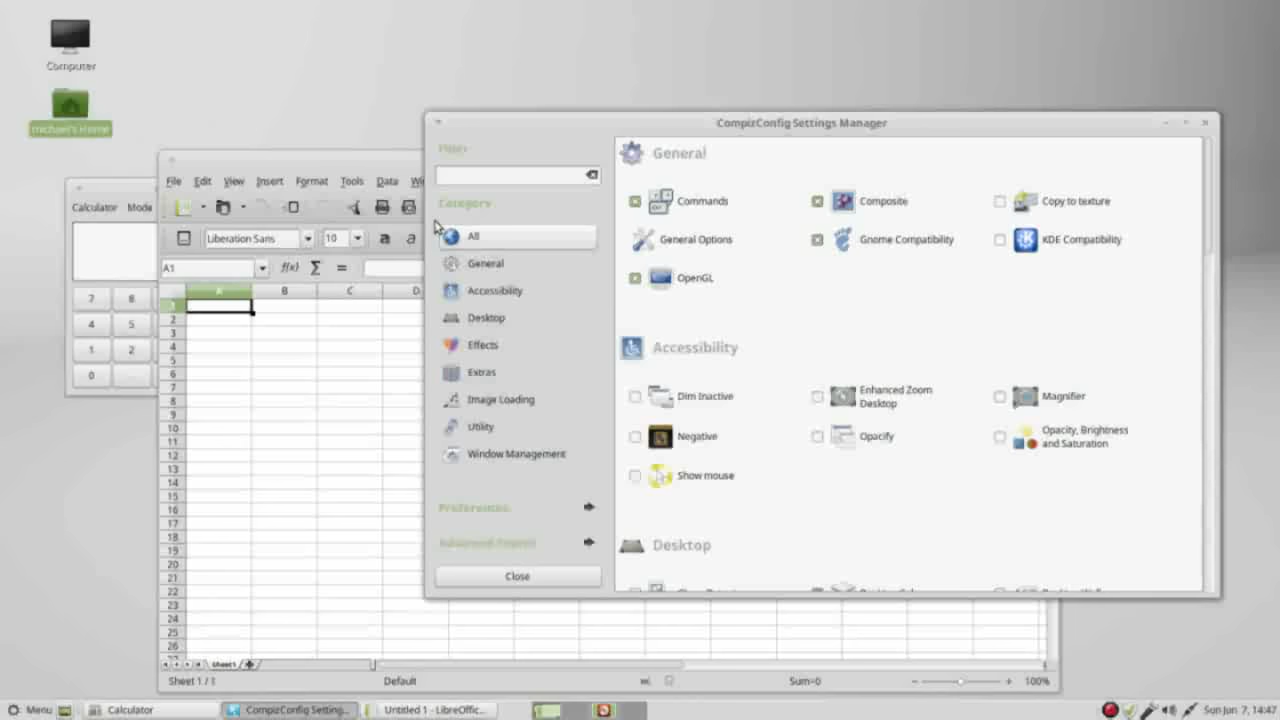 Computer
michael's Home
Calculator Mode
7 8
4 5
1 2
0
File Edit View Insert Format Tools Data
Liberation Sans 10 a a
A1 f(x) Σ =
A B C D
1
2
3
4
5
6
7
8
9
10
11
12
13
14
15
16
17
18
19
20
21
22
23
24
25
26
Sheet1
Sheet 1 / 1 Default Sum=0 100%
CompizConfig Settings Manager
Filter
Category
All
General
Accessibility
Desktop
Effects
Extras
Image Loading
Utility
Window Management
Preferences
Close
General
Commands Composite Copy to texture
General Options Gnome Compatibility KDE Compatibility
OpenGL
Accessibility
Dim Inactive Enhanced Zoom Desktop Magnifier
Negative Opacify Opacity, Brightness and Saturation
Show mouse
Desktop
Menu Calculator CompizConfig Setting... Untitled 1 - LibreOffic... Sun Jun 7, 14:47